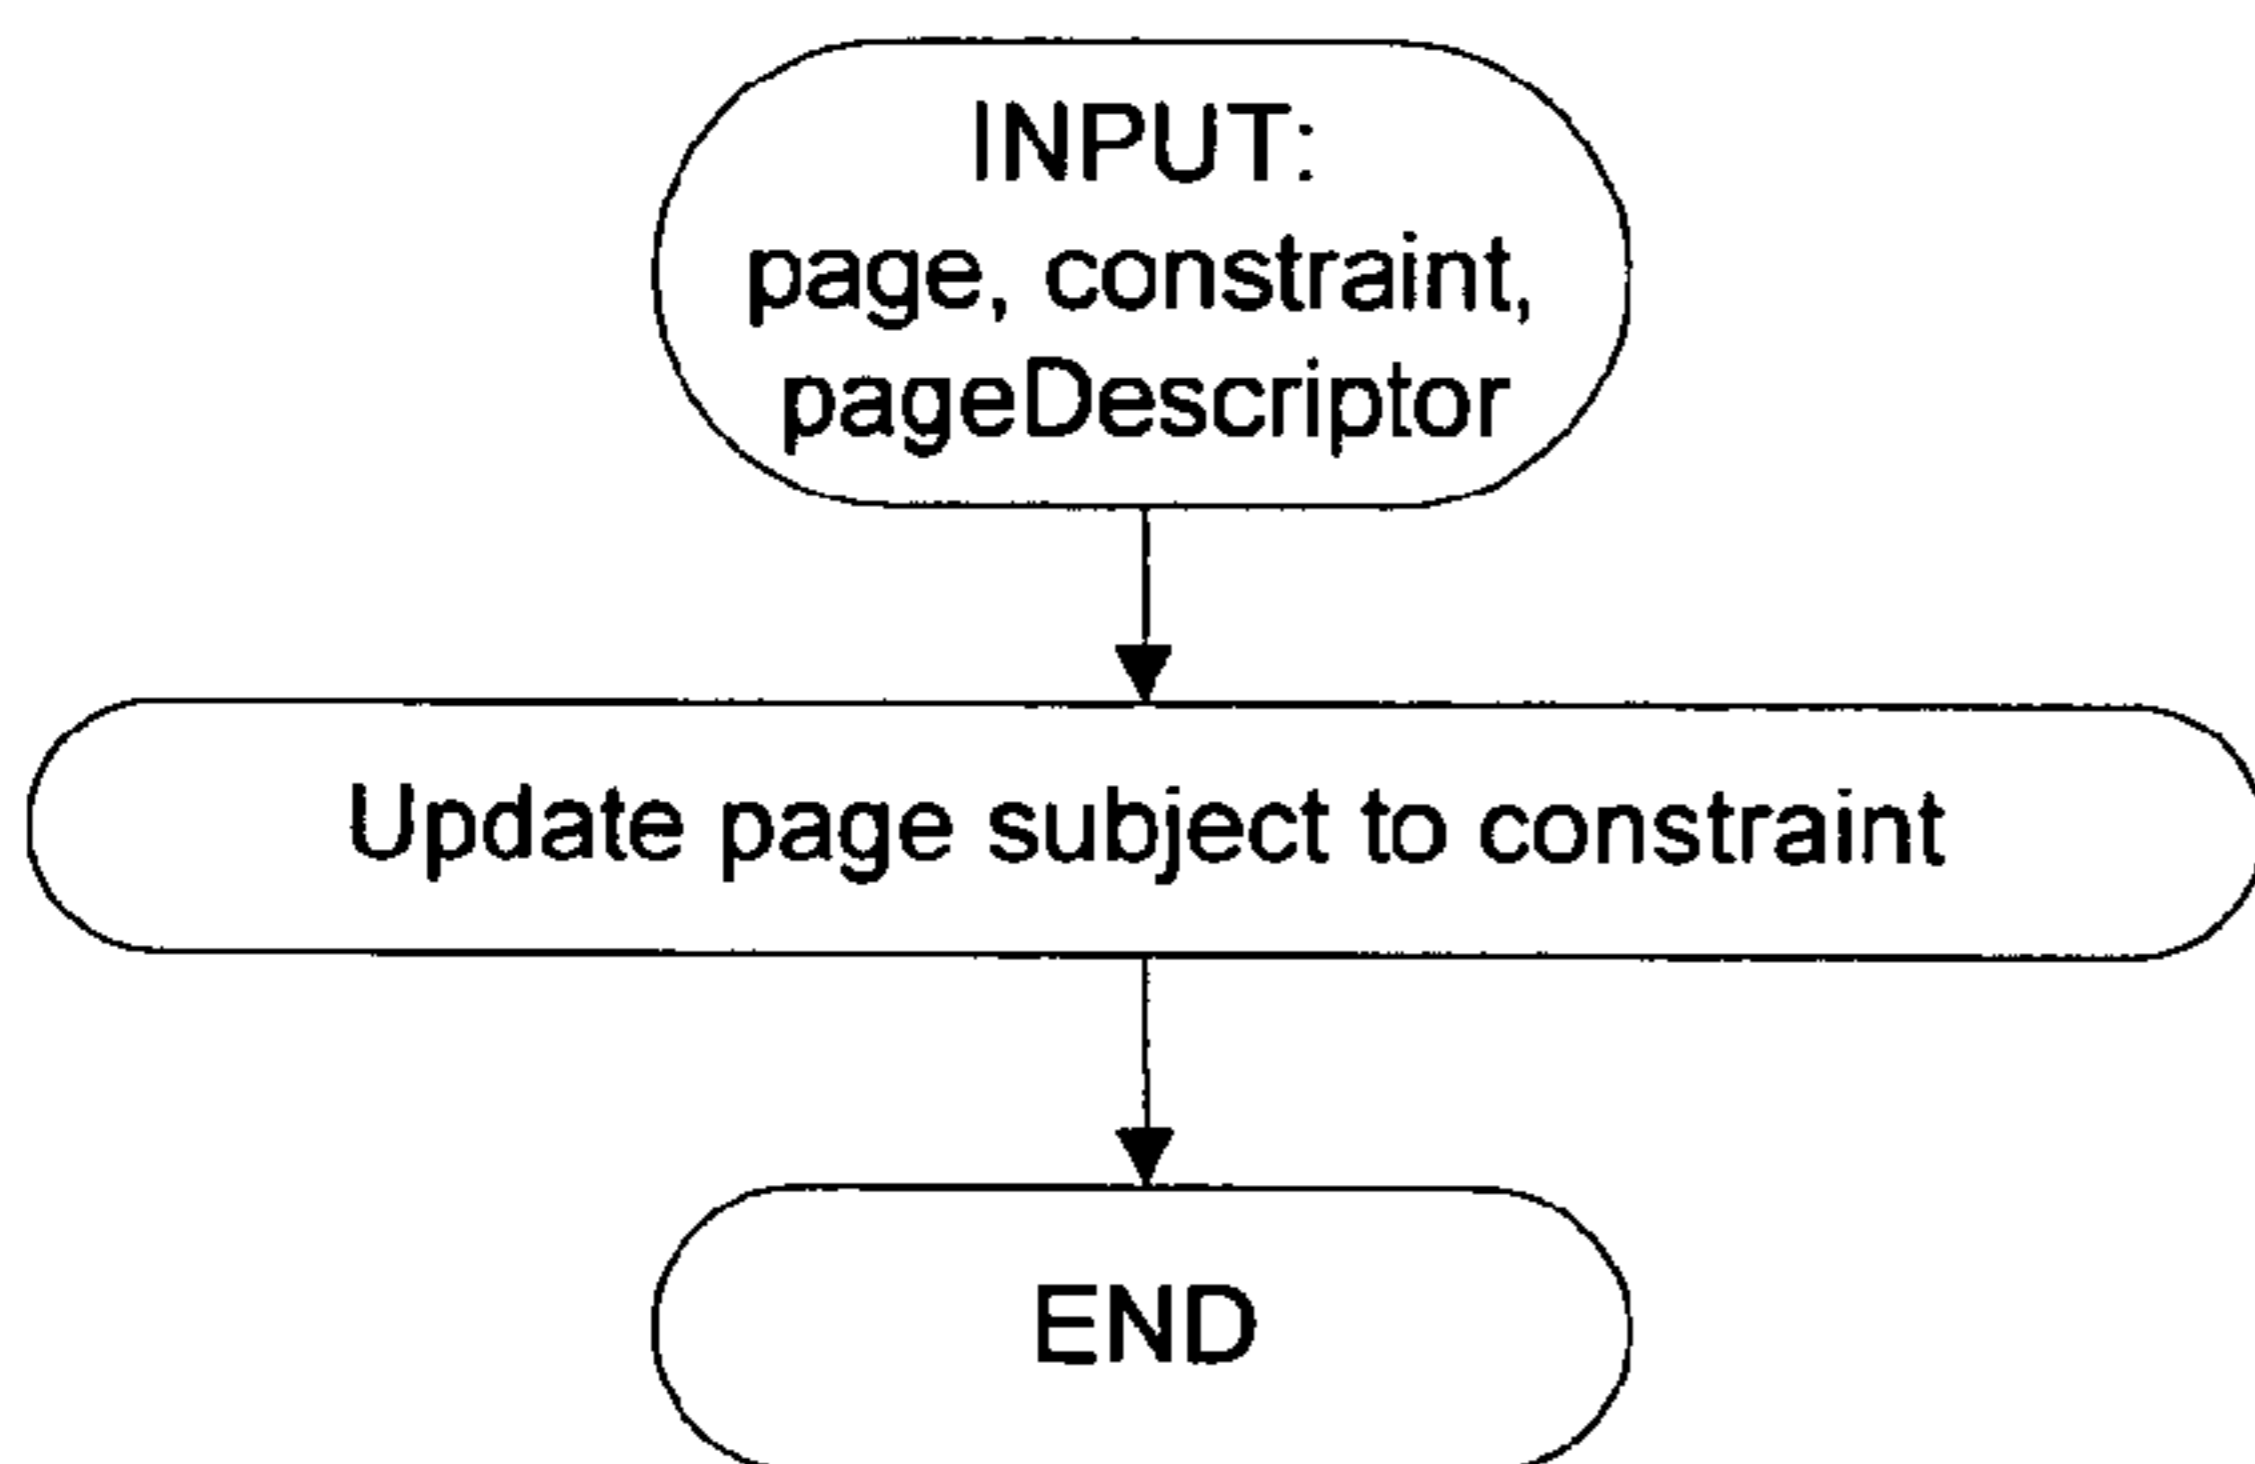 INPUT:
page, constraint,
pageDescriptor
Update page subject to constraint
END